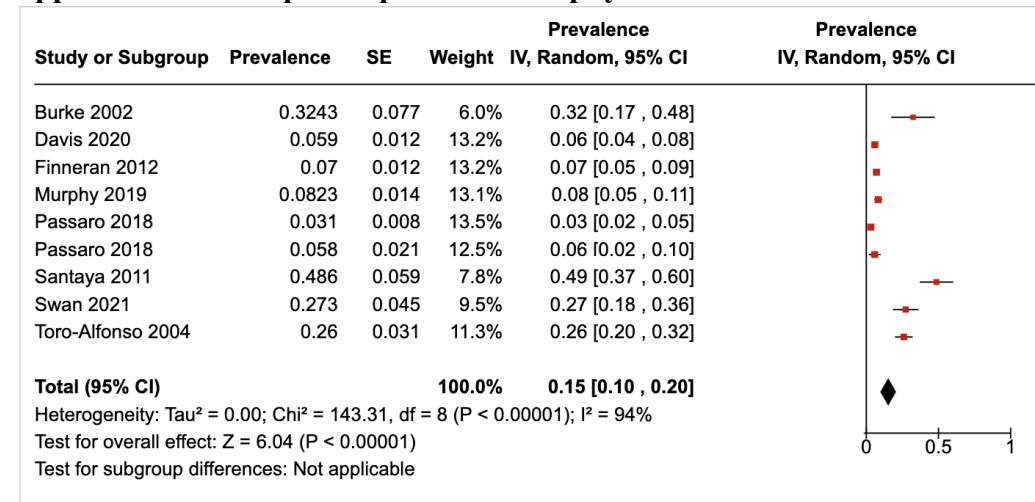 Prevalence Prevalence
Study or Subgroup Prevalence SE Weight IV, Random, 95% CI IV, Random, 95% CI
Burke 2002 0.3243 0.077 6.0% 0.32 [0.17 , 0.48]
Davis 2020 0.059 0.012 13.2% 0.06 [0.04 , 0.08]
Finneran 2012 0.07 0.012 13.2% 0.07 [0.05 , 0.09]
Murphy 2019 0.0823 0.014 13.1% 0.08 [0.05 , 0.11]
Passaro 2018 0.031 0.008 13.5% 0.03 [0.02 , 0.05]
Passaro 2018 0.058 0.021 12.5% 0.06 [0.02 , 0.10]
Santaya 2011 0.486 0.059 7.8% 0.49 [0.37 , 0.60]
Swan 2021 0.273 0.045 9.5% 0.27 [0.18 , 0.36]
Toro-Alfonso 2004 0.26 0.031 11.3% 0.26 [0.20 , 0.32]
Total (95% CI) 100.0% 0.15 [0.10 , 0.20]
Heterogeneity: Tau² = 0.00; Chi² = 143.31, df = 8 (P < 0.00001); I² = 94%
Test for overall effect: Z = 6.04 (P < 0.00001)
Test for subgroup differences: Not applicable
0 0.5 1